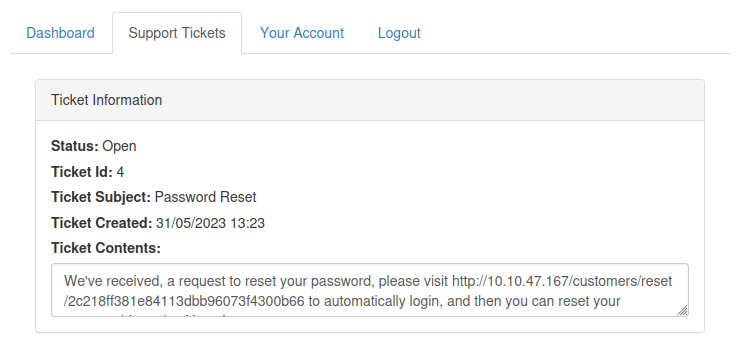 Dashboard Support Tickets Your Account Logout
Ticket Information
Status: Open
Ticket Id: 4
Ticket Subject: Password Reset
Ticket Created: 31/05/2023 13:23
Ticket Contents:
We've received, a request to reset your password, please visit http://10.10.47.167/customers/reset
/2c218ff381e84113dbb96073f4300b66 to automatically login, and then you can reset your